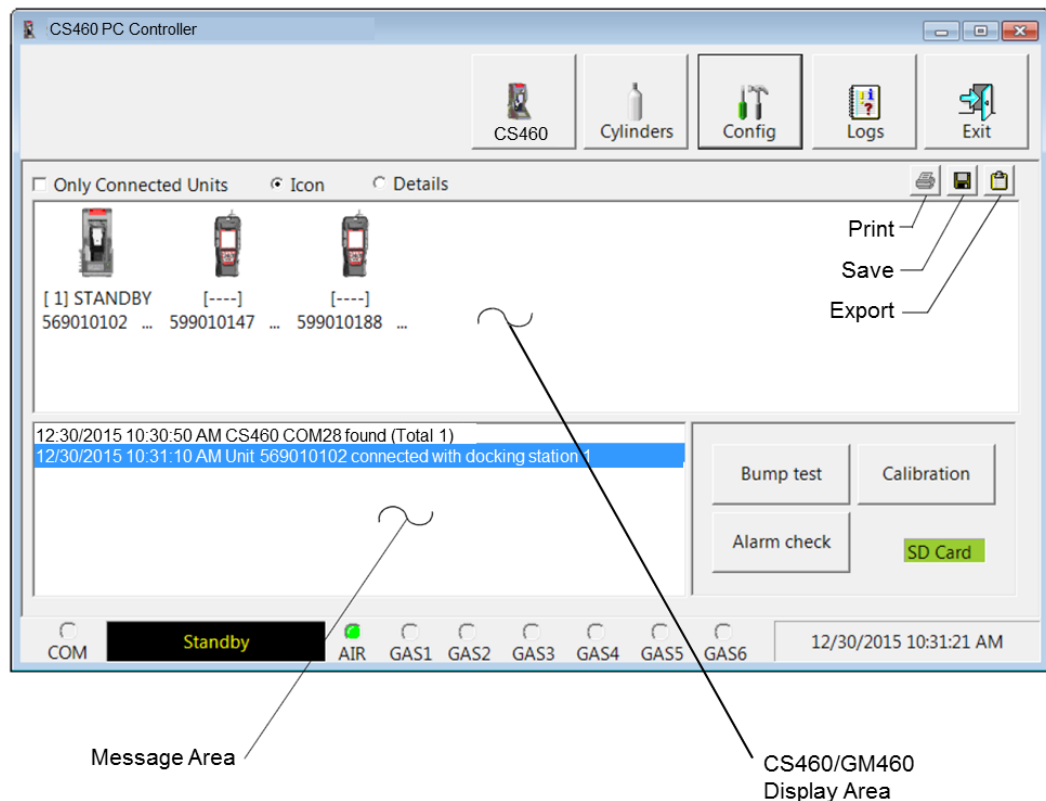 CS460 PC Controller
CS460
Cylinders
Config
Logs
Exit
Only Connected Units
Icon
Details
Print
Save
Export
[ 1] STANDBY [----] [----]
569010102 ... 599010147 ... 599010188 ...
12:30/2015 10:30:50 AM CS460 COM28 found (Total 1)
12/30/2015 10:31:10 AM Unit 569010102 connected with docking station 1
Bump test
Calibration
Alarm check
SD Card
COM
Standby
AIR
GAS1
GAS2
GAS3
GAS4
GAS5
GAS6
12/30/2015 10:31:21 AM
Message Area
CS460/GM460
Display Area